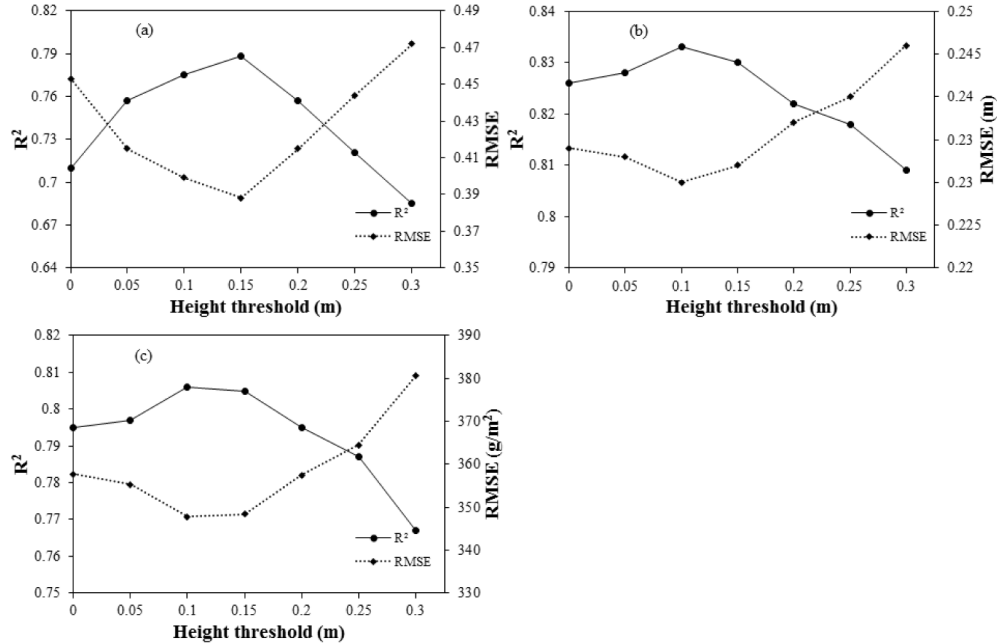 (a)
0.82
0.79
0.76
0.73
0.7
0.67
0.64
R²
0.49
0.47
0.45
0.43
0.41
0.39
0.37
0.35
RMSE
R²
RMSE
0 0.05 0.1 0.15 0.2 0.25 0.3
Height threshold (m)
(b)
0.84
0.83
0.82
0.81
0.8
0.79
R²
0.25
0.245
0.24
0.235
0.23
0.225
0.22
RMSE (m)
R²
RMSE
0 0.05 0.1 0.15 0.2 0.25 0.3
Height threshold (m)
(c)
0.82
0.81
0.8
0.79
0.78
0.77
0.76
0.75
R²
390
380
370
360
350
340
330
RMSE (g/m²)
R²
RMSE
0 0.05 0.1 0.15 0.2 0.25 0.3
Height threshold (m)